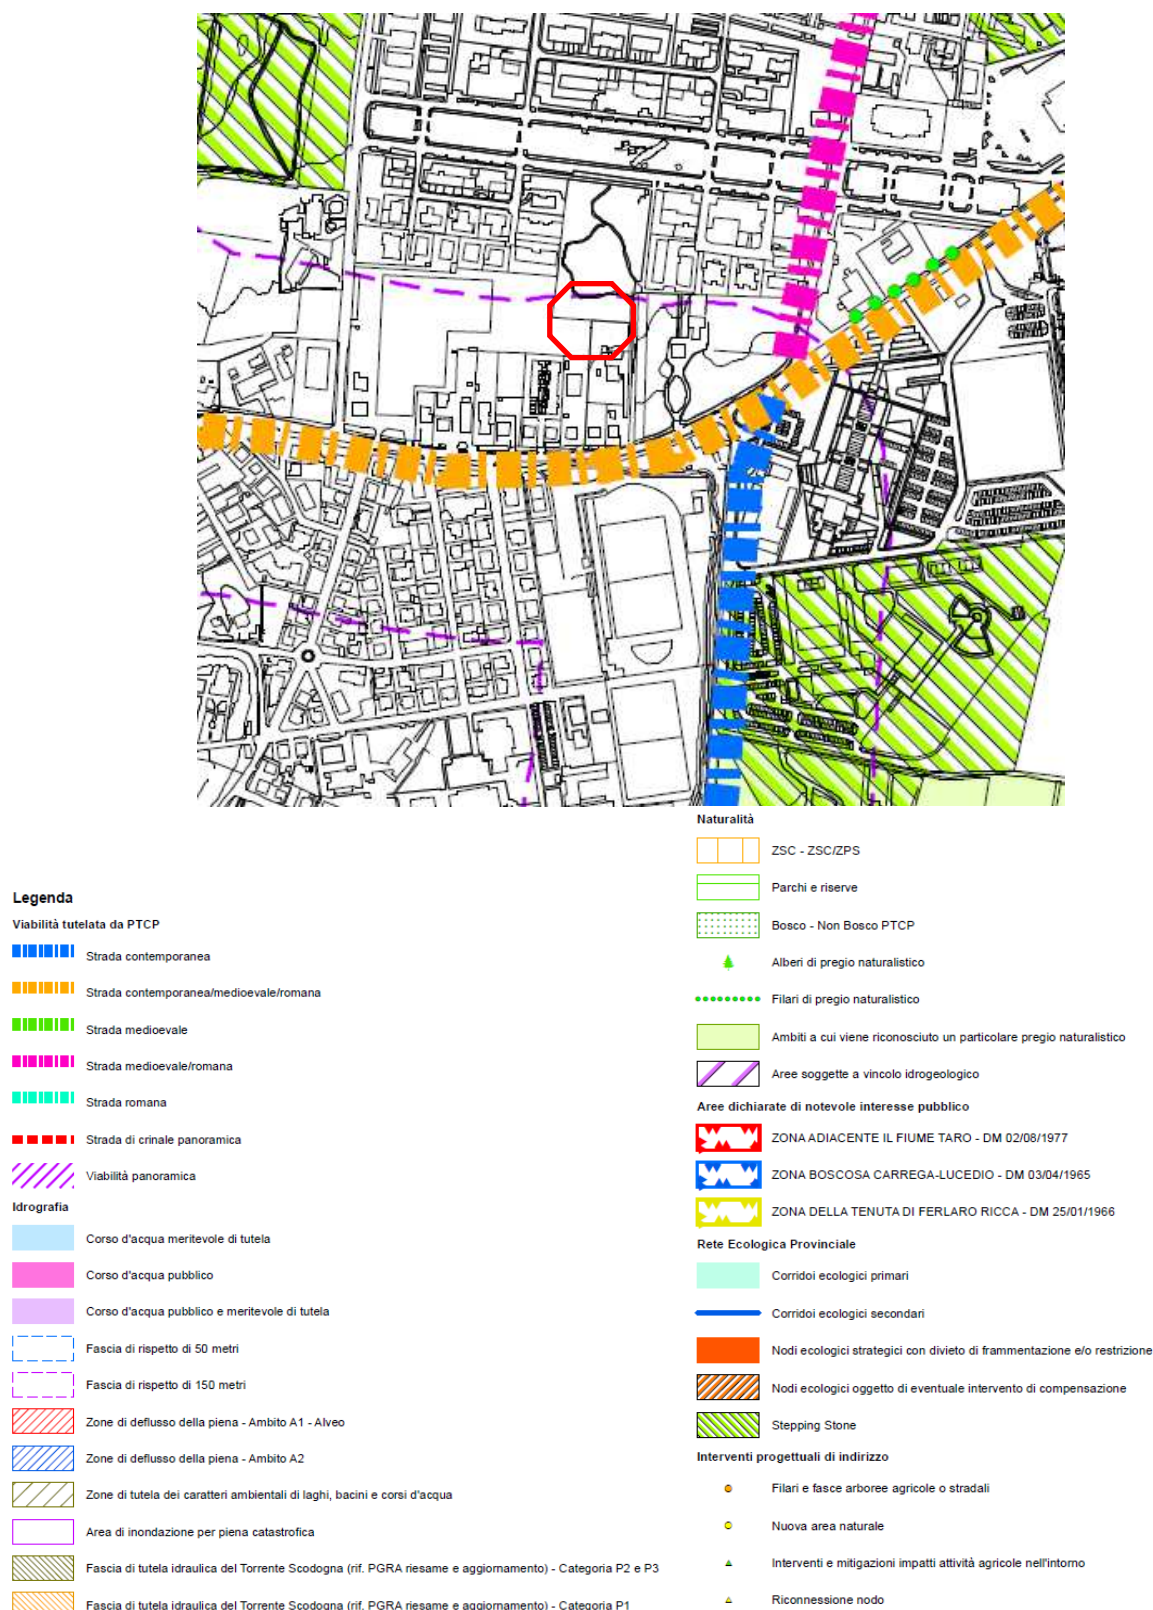 Legenda
Viabilità tutelata da PTCP
Strada contemporanea
Strada contemporanea/medioevale/romana
Strada medioevale
Strada medioevale/romana
Strada romana
Strada di crinale panoramica
Viabilità panoramica
Idrografia
Corso d'acqua meritevole di tutela
Corso d'acqua pubblico
Corso d'acqua pubblico e meritevole di tutela
Fascia di rispetto di 50 metri
Fascia di rispetto di 150 metri
Zone di deflusso della piena - Ambito A1 - Alveo
Zone di deflusso della piena - Ambito A2
Zone di tutela dei caratteri ambientali di laghi, bacini e corsi d'acqua
Area di inondazione per piena catastrofica
Fascia di tutela idraulica del Torrente Scodogna (rif. PGRA riesame e aggiornamento) - Categoria P2 e P3
Fascia di tutela idraulica del Torrente Scodogna (rif. PGRA riesame e aggiornamento) - Categoria P1
Naturalità
ZSC - ZSC/ZPS
Parchi e riserve
Bosco - Non Bosco PTCP
Alberi di pregio naturalistico
Filari di pregio naturalistico
Ambiti a cui viene riconosciuto un particolare pregio naturalistico
Aree soggette a vincolo idrogeologico
Aree dichiarate di notevole interesse pubblico
ZONA ADIACENTE IL FIUME TARO - DM 02/08/1977
ZONA BOSCOSA CARREGA-LUCEDIO - DM 03/04/1965
ZONA DELLA TENUTA DI FERLARO RICCA - DM 25/01/1966
Rete Ecologica Provinciale
Corridoi ecologici primari
Corridoi ecologici secondari
Nodi ecologici strategici con divieto di frammentazione e/o restrizione
Nodi ecologici oggetto di eventuale intervento di compensazione
Stepping Stone
Interventi progettuali di indirizzo
Filari e fasce arboree agricole o stradali
Nuova area naturale
Interventi e mitigazioni impatti attività agricole nell'intorno
Riconnessione nodo